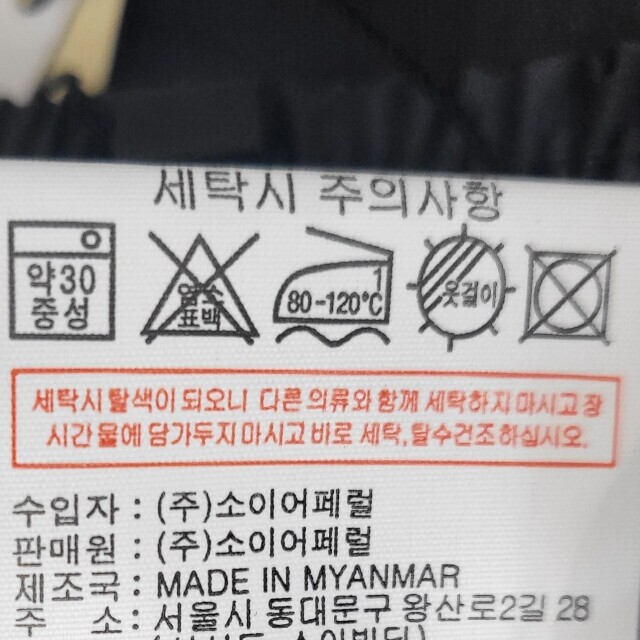 세탁시 주의사항
약30
중성
염소
표백
1
80-120℃
옷걸이
세탁시 탈색이 되오니 다른 의류와 함께 세탁하지 마시고 장
시간 물에 담가두지 마시고 바로 세탁,탈수건조 하십시오.
수입자 : (주)소이어페럴
판매원 : (주)소이어페럴
제조국 : MADE IN MYANMAR
주 소 : 서울시 동대문구 왕산로2길 28